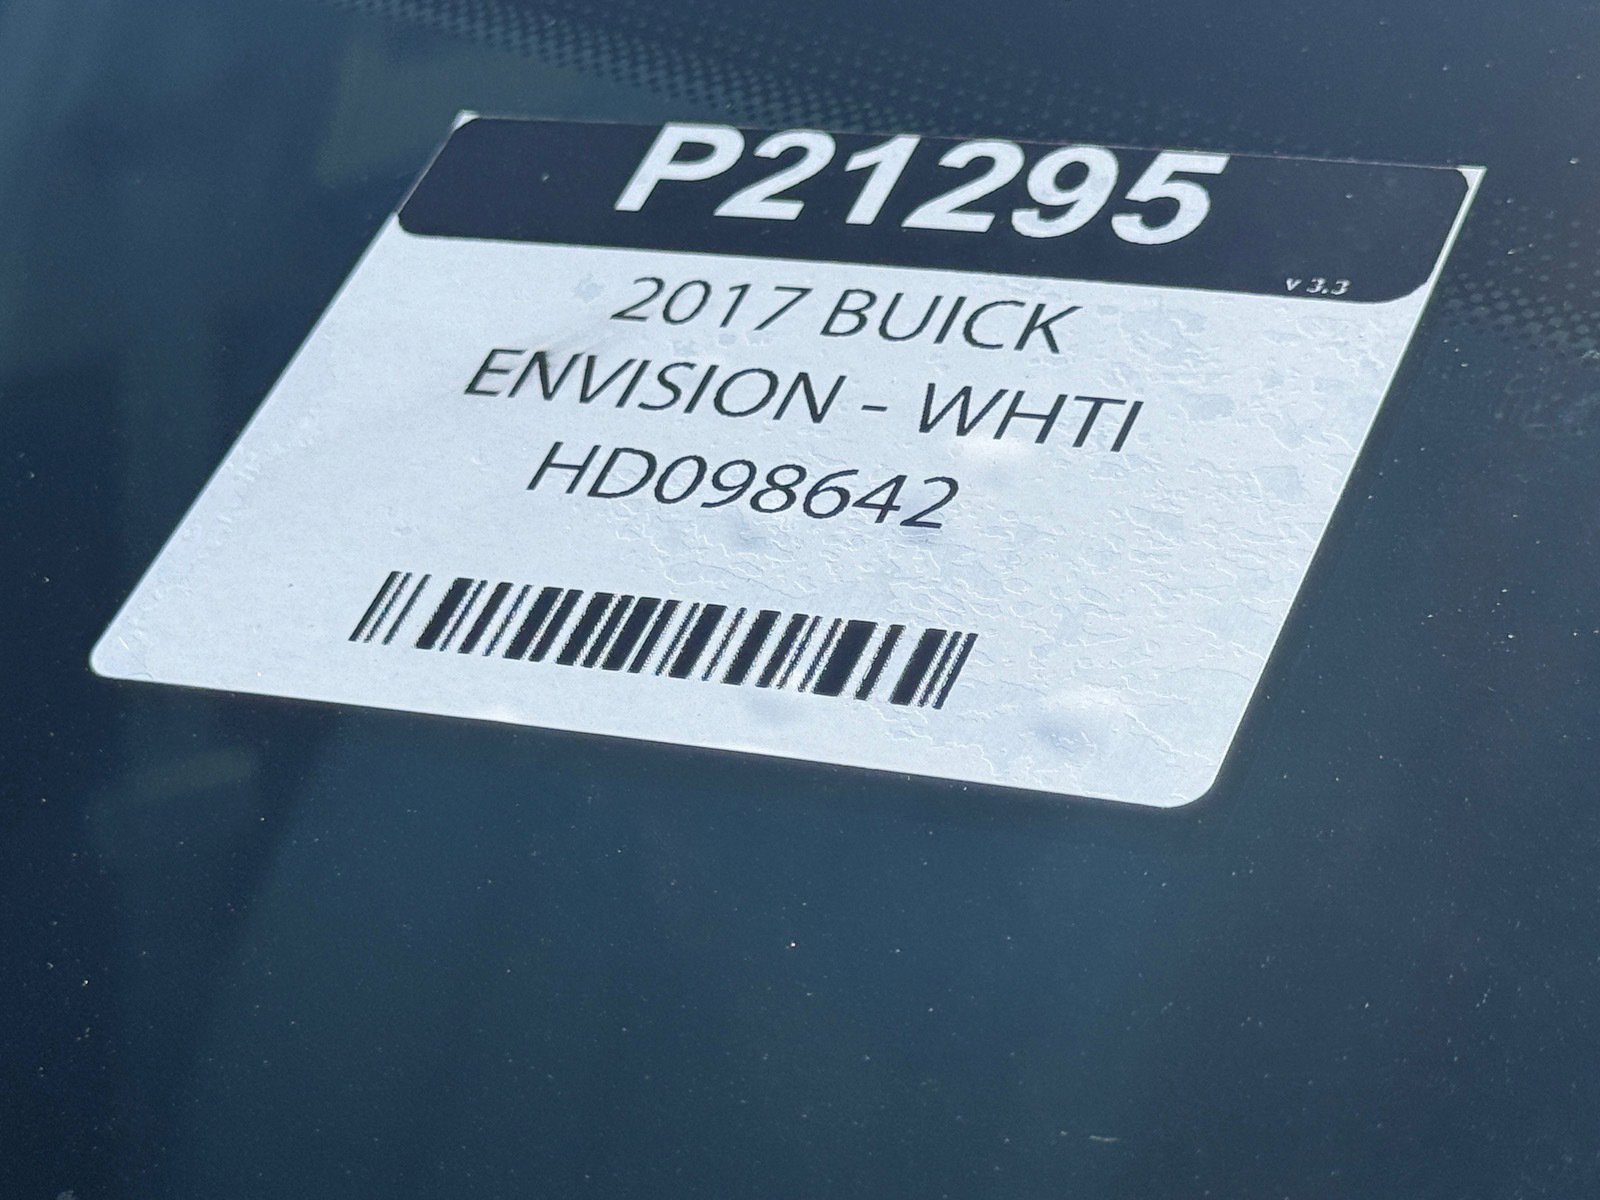 P21295
v 3.3
2017 BUICK
ENVISION - WHTI
HD098642